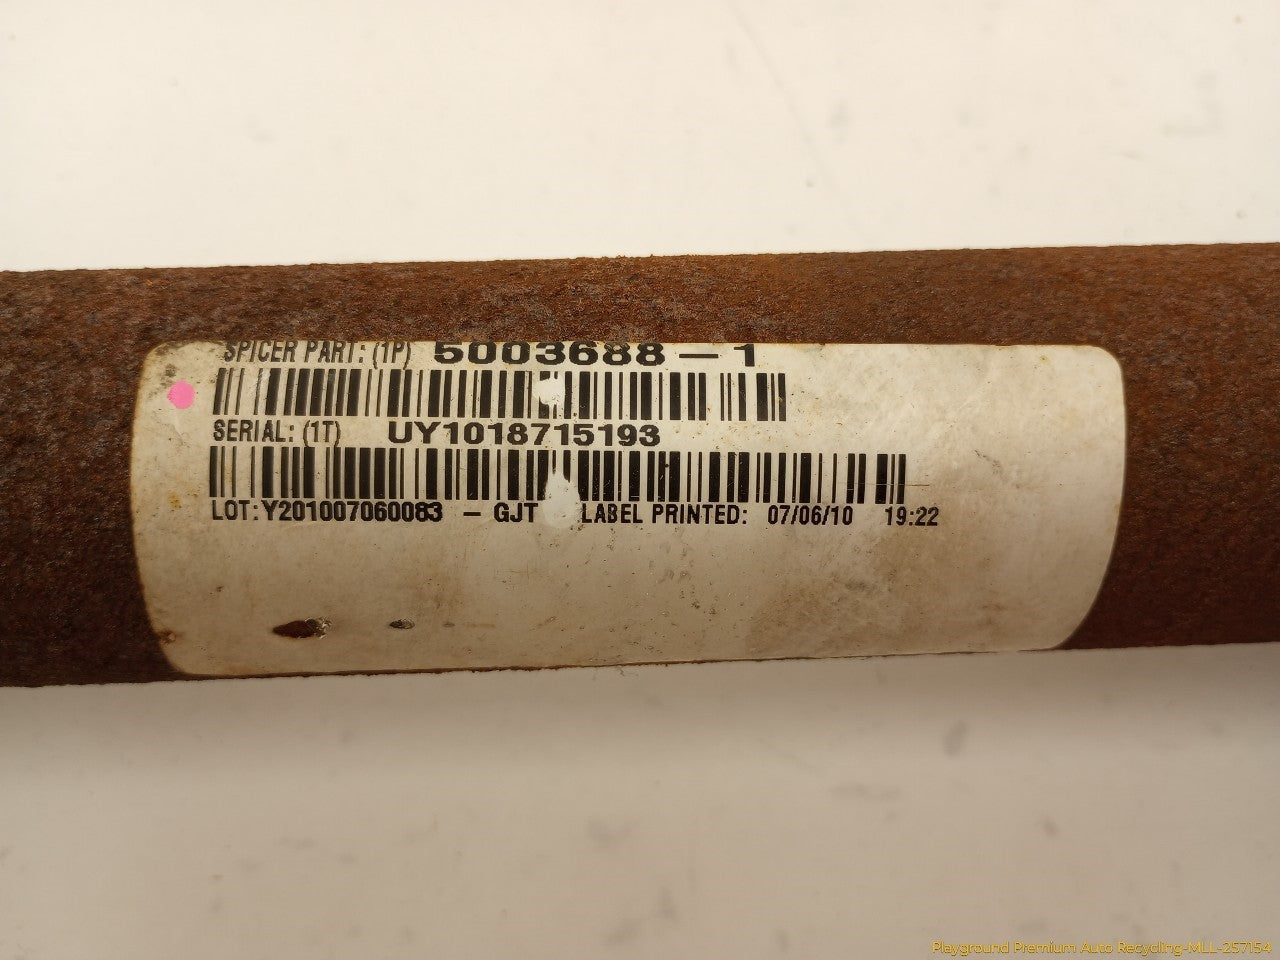 SPICER PART: (1P) 5003688-1
SERIAL: (1T) UY1018715193
LOT:Y201007060083 - GJT LABEL PRINTED: 07/06/10 19:22
Playground Premium Auto Recycling-MLL-257154